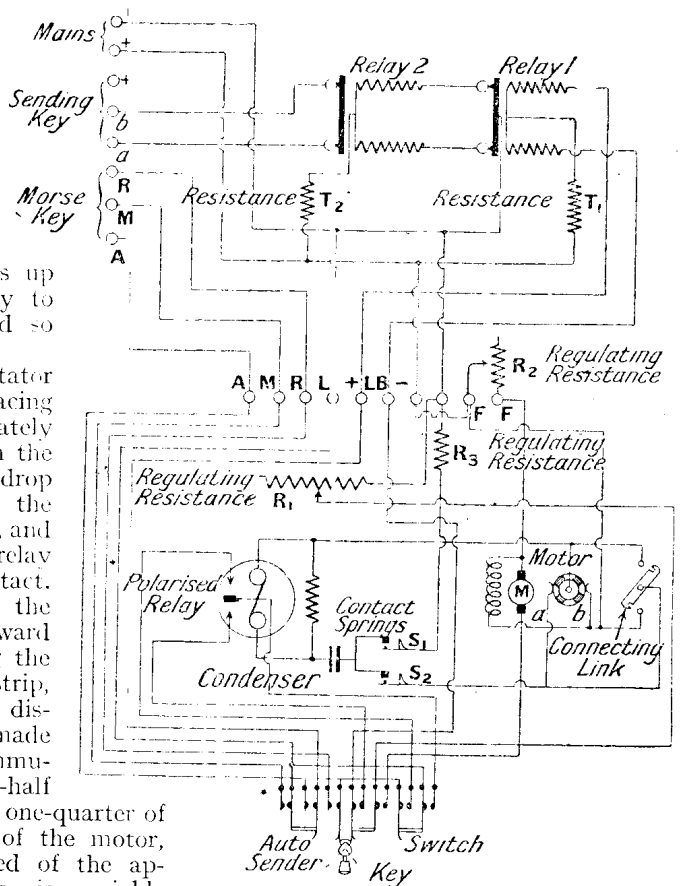 Mains
-
+
Sending
Key
+
b
a
Morse
Key
R
M
A
-
Relay 2
Relay 1
Resistance
T2
Resistance
T1
s up
y to
d so
tator
acing
ately
n the
drop
the
, and
relay
tact.
the
ward
g the
strip,
dis-
made
mmu-
-half
one-quarter of
of the motor,
ed of the ap-
A M R L + LB - F F
R2
Regulating
Resistance
R3
Regulating
Resistance
Regulating
Resistance
R1
Polarised
Relay
Condenser
Contact
Springs
S1
S2
Motor
M
a
b
Connecting
Link
Auto
Sender
Key
Switch